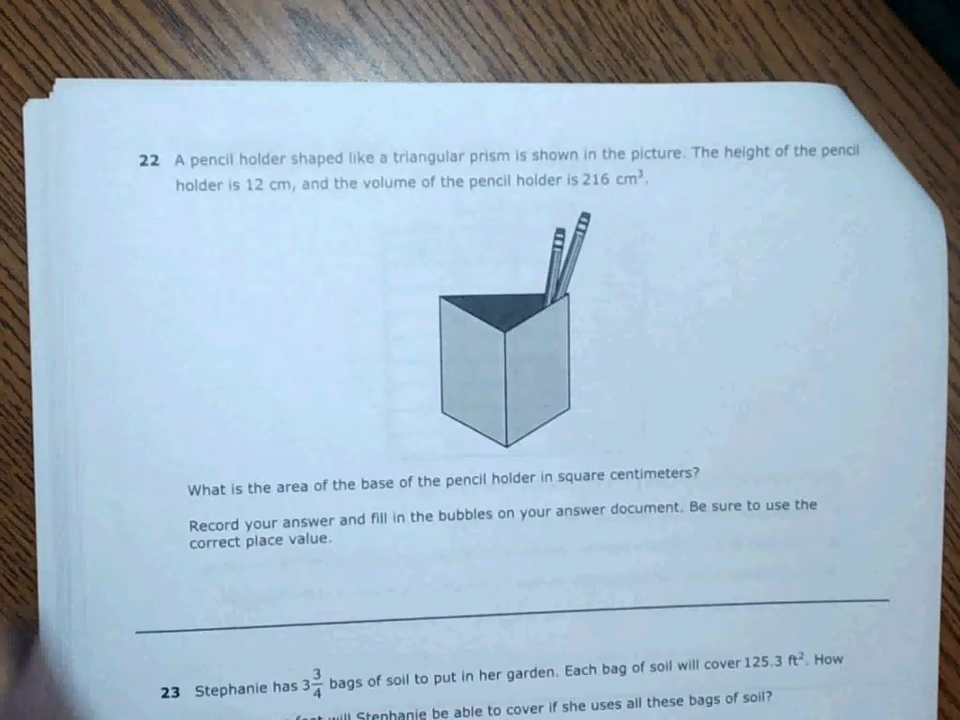 22 A pencil holder shaped like a triangular prism is shown in the picture. The height of the pencil
holder is 12 cm, and the volume of the pencil holder is 216 cm³.
What is the area of the base of the pencil holder in square centimeters?
Record your answer and fill in the bubbles on your answer document. Be sure to use the
correct place value.
23 Stephanie has 3 3/4 bags of soil to put in her garden. Each bag of soil will cover 125.3 ft². How
will Stephanie be able to cover if she uses all these bags of soil?